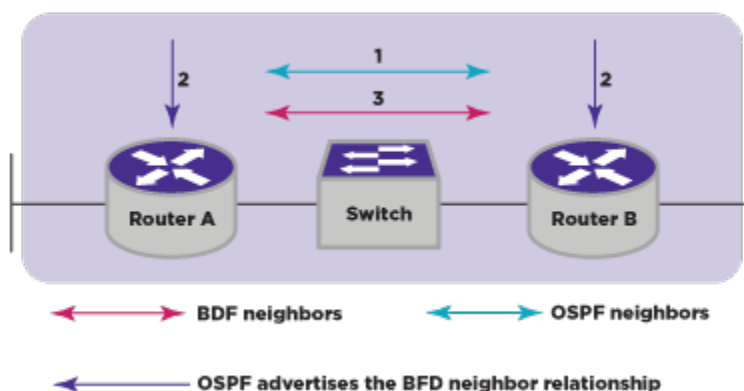 1
2
2
3
Router A
Switch
Router B
BDF neighbors
OSPF neighbors
OSPF advertises the BFD neighbor relationship